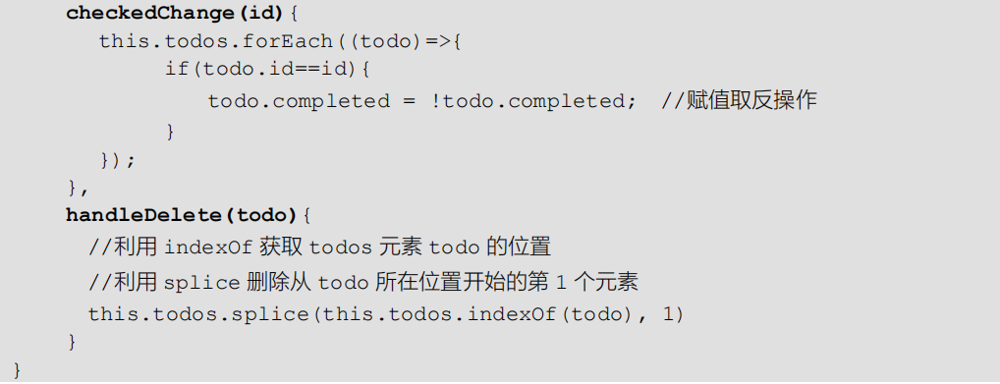 checkedChange(id){
this.todos.forEach((todo)=>{
if(todo.id==id){
todo.completed = !todo.completed;  //赋值取反操作
}
});
},
handleDelete(todo){
//利用 indexOf 获取 todos 元素 todo 的位置
//利用 splice 删除从 todo 所在位置开始的第 1 个元素
this.todos.splice(this.todos.indexOf(todo), 1)
}
}